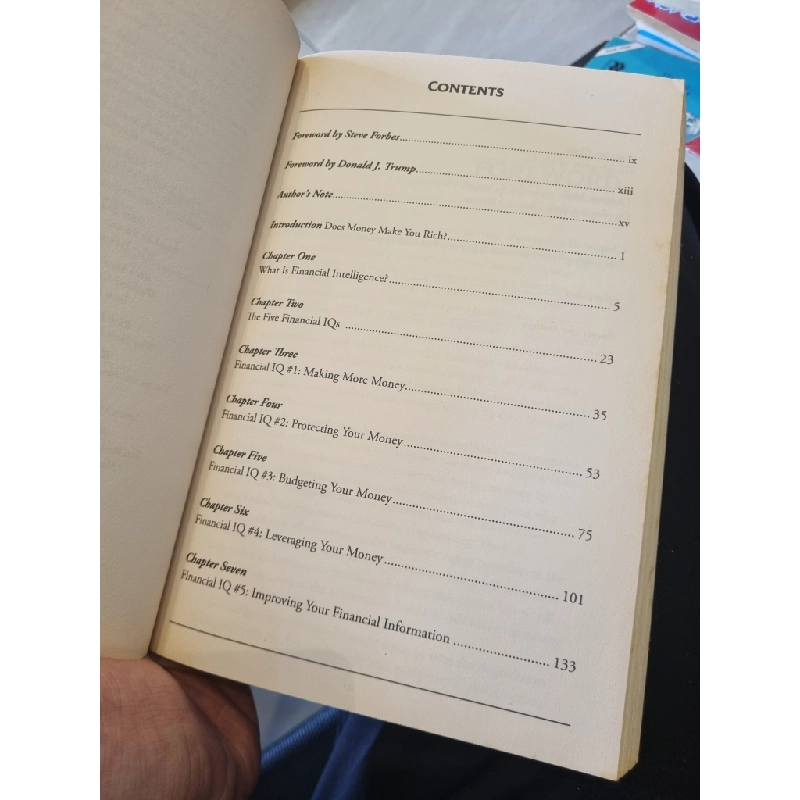 CONTENTS
Foreword by Steve Forbes........ix
Foreword by Donald J. Trump........xiii
Author's Note........xv
Introduction Does Money Make You Rich?........1
Chapter One
What Is Financial Intelligence?........5
Chapter Two
The Five Financial IQs........23
Chapter Three
Financial IQ #1: Making More Money........35
Chapter Four
Financial IQ #2: Protecting Your Money........53
Chapter Five
Financial IQ #3: Budgeting Your Money........75
Chapter Six
Financial IQ #4: Leveraging Your Money........101
Chapter Seven
Financial IQ #5: Improving Your Financial Information........133